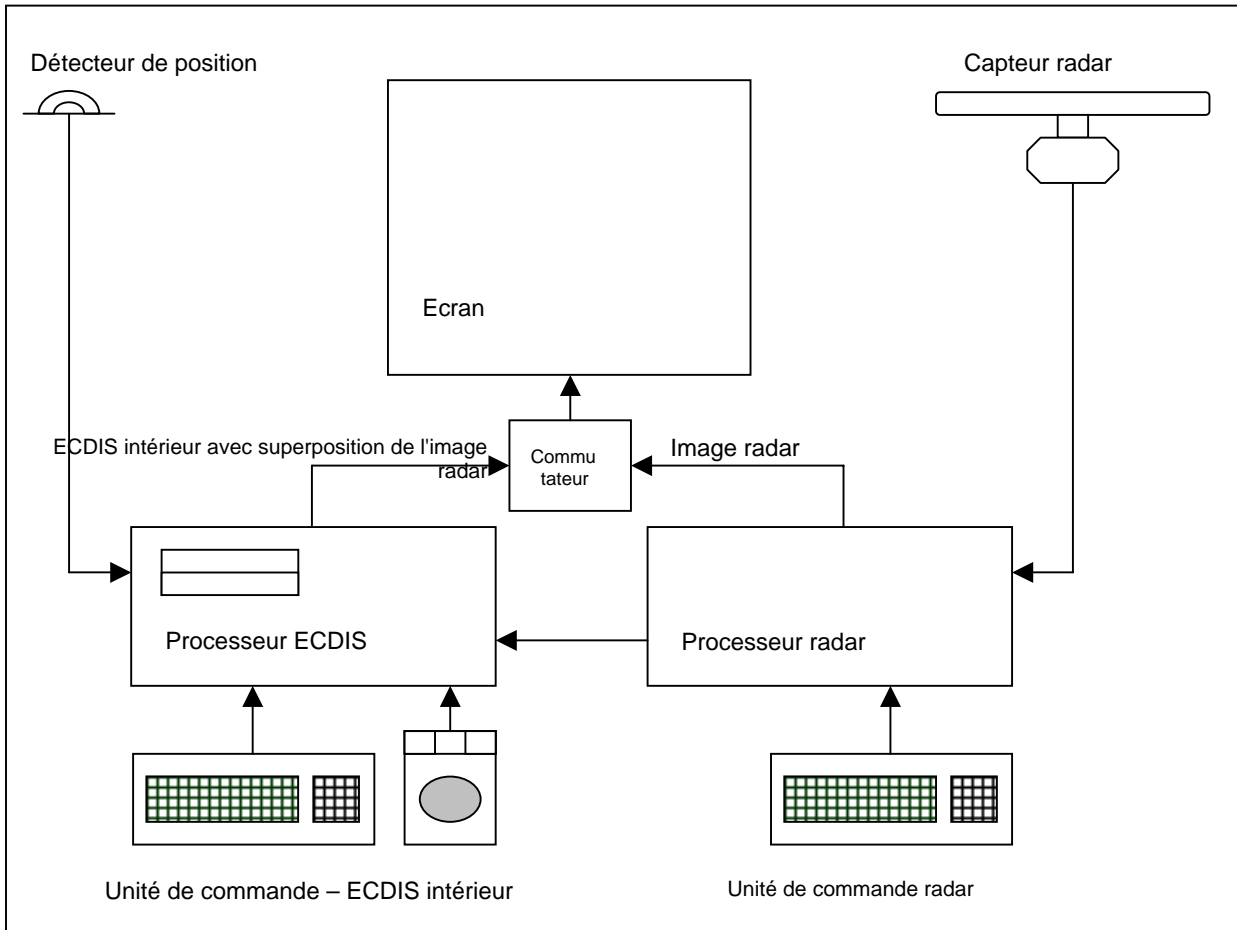 Détecteur de position
Capteur radar
Ecran
ECDIS intérieur avec superposition de l'image
radar
Commu
tateur
Image radar
Processeur ECDIS
Processeur radar
Unité de commande – ECDIS intérieur
Unité de commande radar